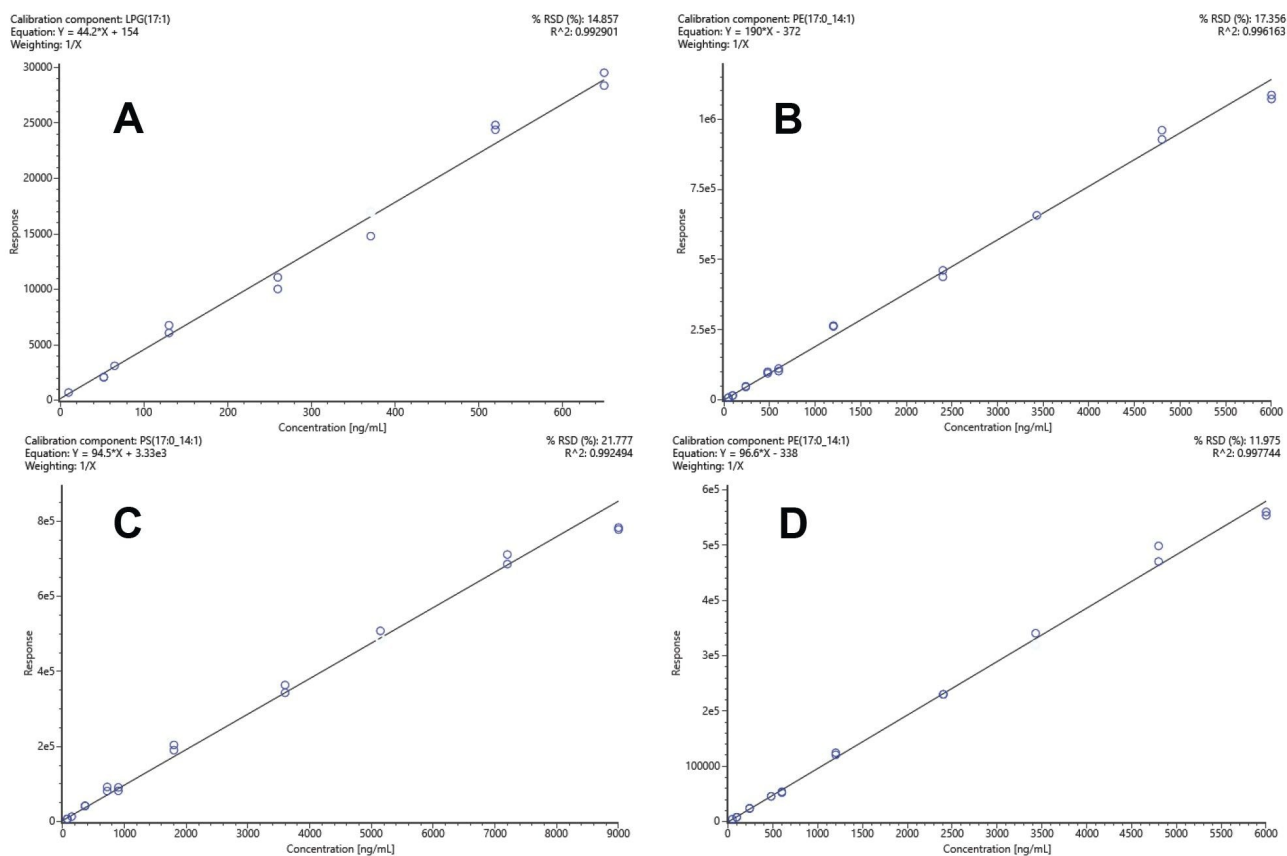 Calibration component: LPG(17:1)
% RSD (%): 14.857
Equation: Y = 44.2*X + 154
R^2: 0.992901
Weighting: 1/X
30000
25000
20000
15000
10000
5000
0
Response
A
0 100 200 300 400 500 600
Concentration [ng/mL]
Calibration component: PE(17:0_14:1)
% RSD (%): 17.356
Equation: Y = 190*X - 372
R^2: 0.996163
Weighting: 1/X
1e6
7.5e5
5e5
2.5e5
0
Response
B
0 500 1000 1500 2000 2500 3000 3500 4000 4500 5000 5500 6000
Concentration [ng/mL]
Calibration component: PS(17:0_14:1)
% RSD (%): 21.777
Equation: Y = 94.5*X + 3.33e3
R^2: 0.992494
Weighting: 1/X
8e5
6e5
4e5
2e5
0
Response
C
0 1000 2000 3000 4000 5000 6000 7000 8000 9000
Concentration [ng/mL]
Calibration component: PE(17:0_14:1)
% RSD (%): 11.975
Equation: Y = 96.6*X - 338
R^2: 0.997744
Weighting: 1/X
6e5
5e5
4e5
3e5
2e5
100000
0
Response
D
0 500 1000 1500 2000 2500 3000 3500 4000 4500 5000 5500 6000
Concentration [ng/mL]